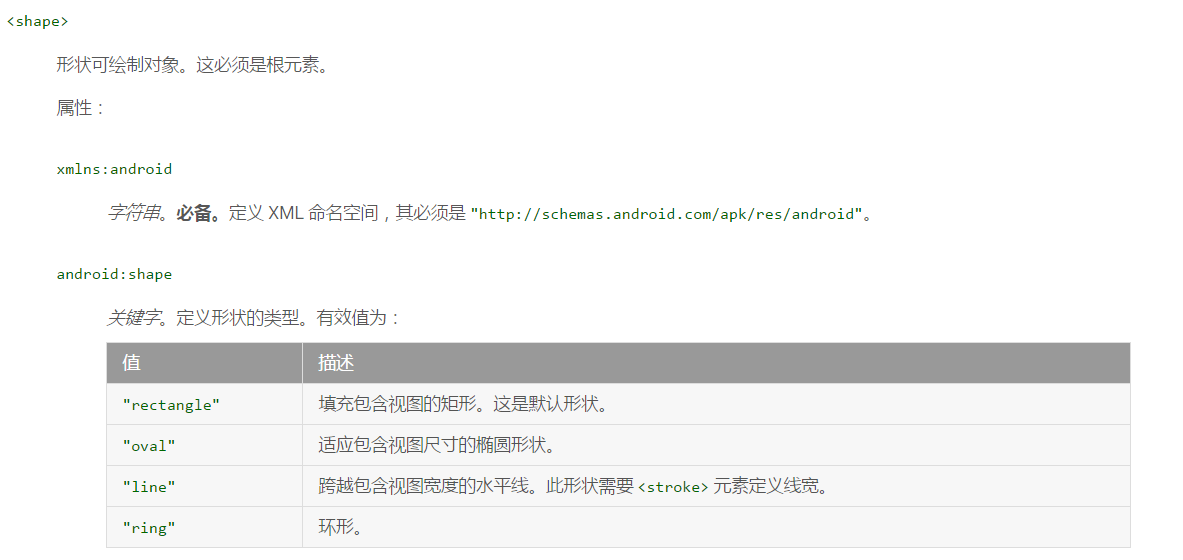 <shape>
形状可绘制对象。这必须是根元素。
属性：
xmlns:android
字符串。必备。定义 XML 命名空间，其必须是 "http://schemas.android.com/apk/res/android"。
android:shape
关键字。定义形状的类型。有效值为：
值 描述
"rectangle" 填充包含视图的矩形。这是默认形状。
"oval" 适应包含视图尺寸的椭圆形状。
"line" 跨越包含视图宽度的水平线。此形状需要 <stroke> 元素定义线宽。
"ring" 环形。